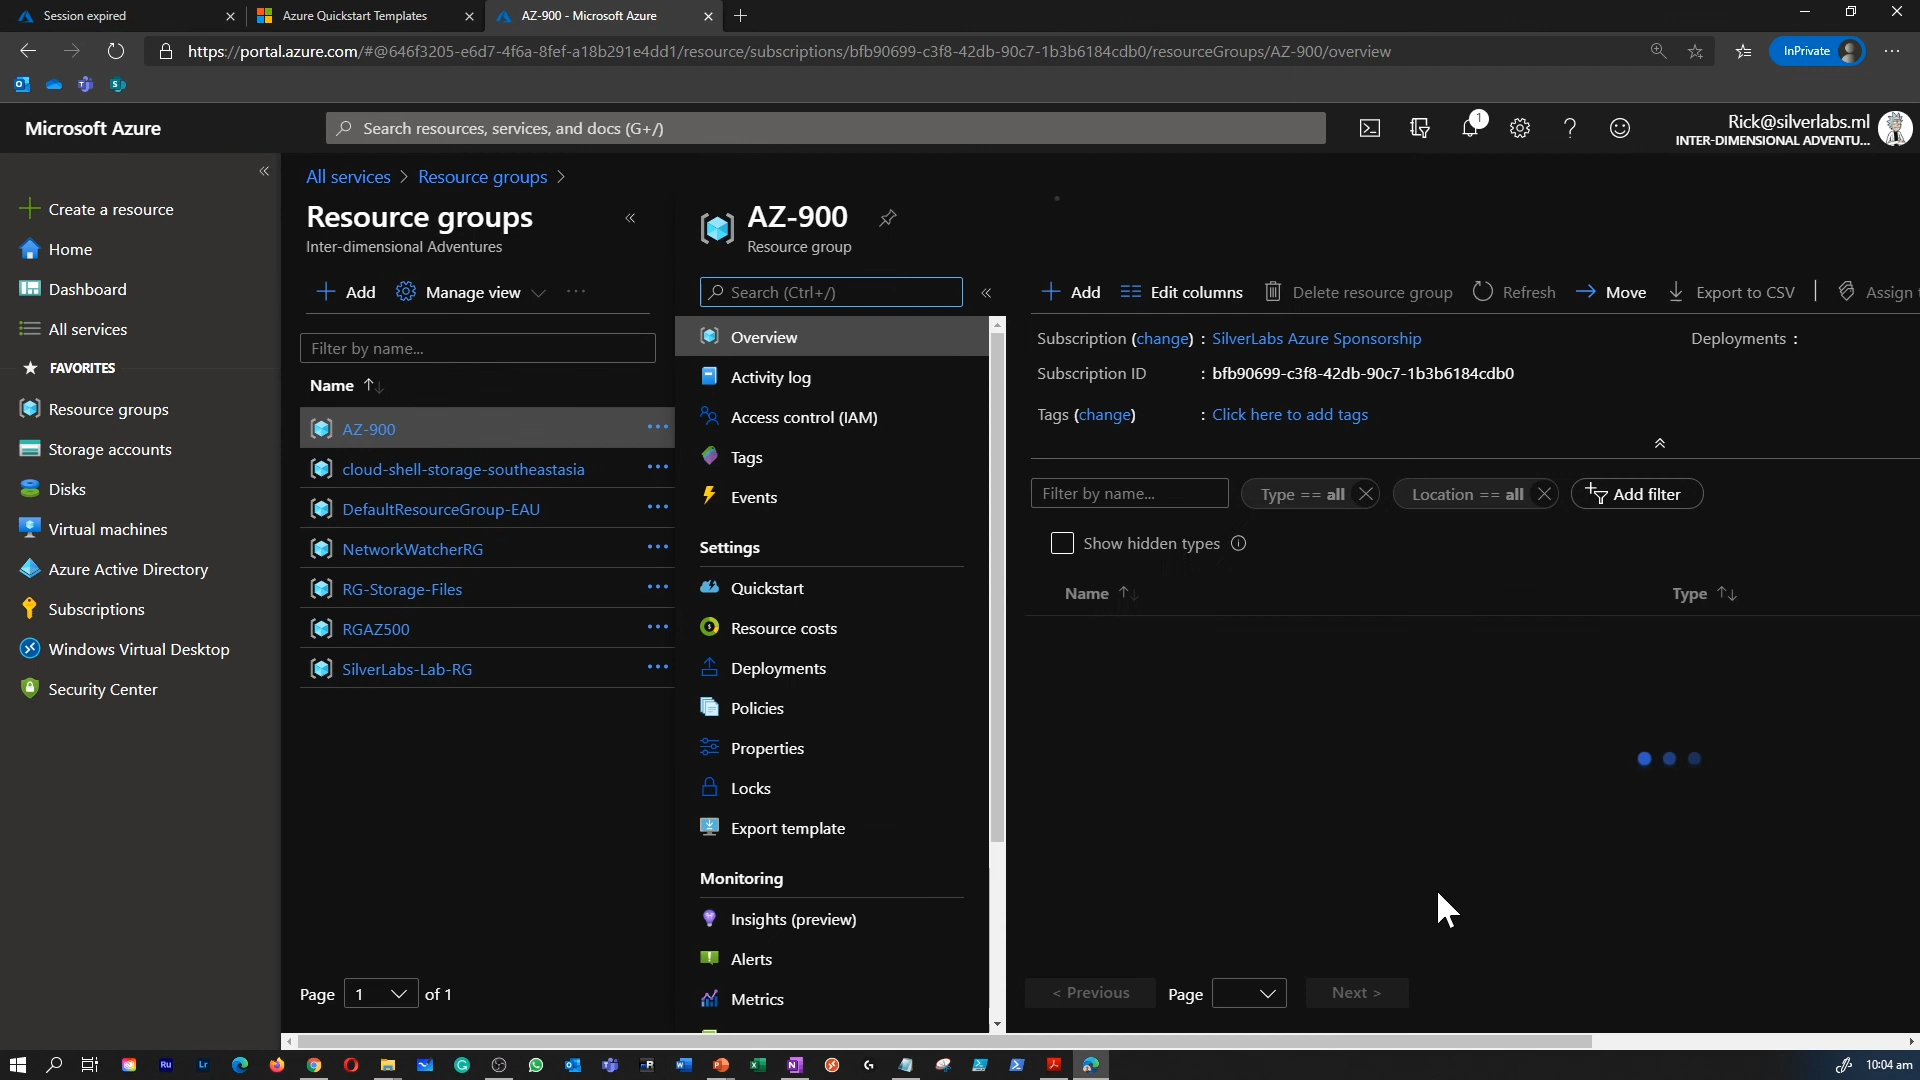 Session expired
Azure Quickstart Templates
AZ-900 - Microsoft Azure
https://portal.azure.com/#@646f3205-e6d7-4f6a-8fef-a18b291e4dd1/resource/subscriptions/bfb90699-c3f8-42db-90c7-1b3b6184cdb0/resourceGroups/AZ-900/overview
InPrivate
Microsoft Azure
Search resources, services, and docs (G+/)
1
Rick@silverlabs.ml
INTER-DIMENSIONAL ADVENTU...
Create a resource
Home
Dashboard
All services
FAVORITES
Resource groups
Storage accounts
Disks
Virtual machines
Azure Active Directory
Subscriptions
Windows Virtual Desktop
Security Center
All services > Resource groups >
Resource groups
Inter-dimensional Adventures
Add
Manage view
Filter by name...
Name
AZ-900
cloud-shell-storage-southeastasia
DefaultResourceGroup-EAU
NetworkWatcherRG
RG-Storage-Files
RGAZ500
SilverLabs-Lab-RG
Page 1 of 1
AZ-900
Resource group
Search (Ctrl+/)
Overview
Activity log
Access control (IAM)
Tags
Events
Settings
Quickstart
Resource costs
Deployments
Policies
Properties
Locks
Export template
Monitoring
Insights (preview)
Alerts
Metrics
Add Edit columns Delete resource group Refresh Move Export to CSV Assign t
Subscription (change) : SilverLabs Azure Sponsorship
Deployments :
Subscription ID : bfb90699-c3f8-42db-90c7-1b3b6184cdb0
Tags (change) : Click here to add tags
Filter by name...
Type == all
Location == all
Add filter
Show hidden types
Name
Type
< Previous Page Next >
10:04 am